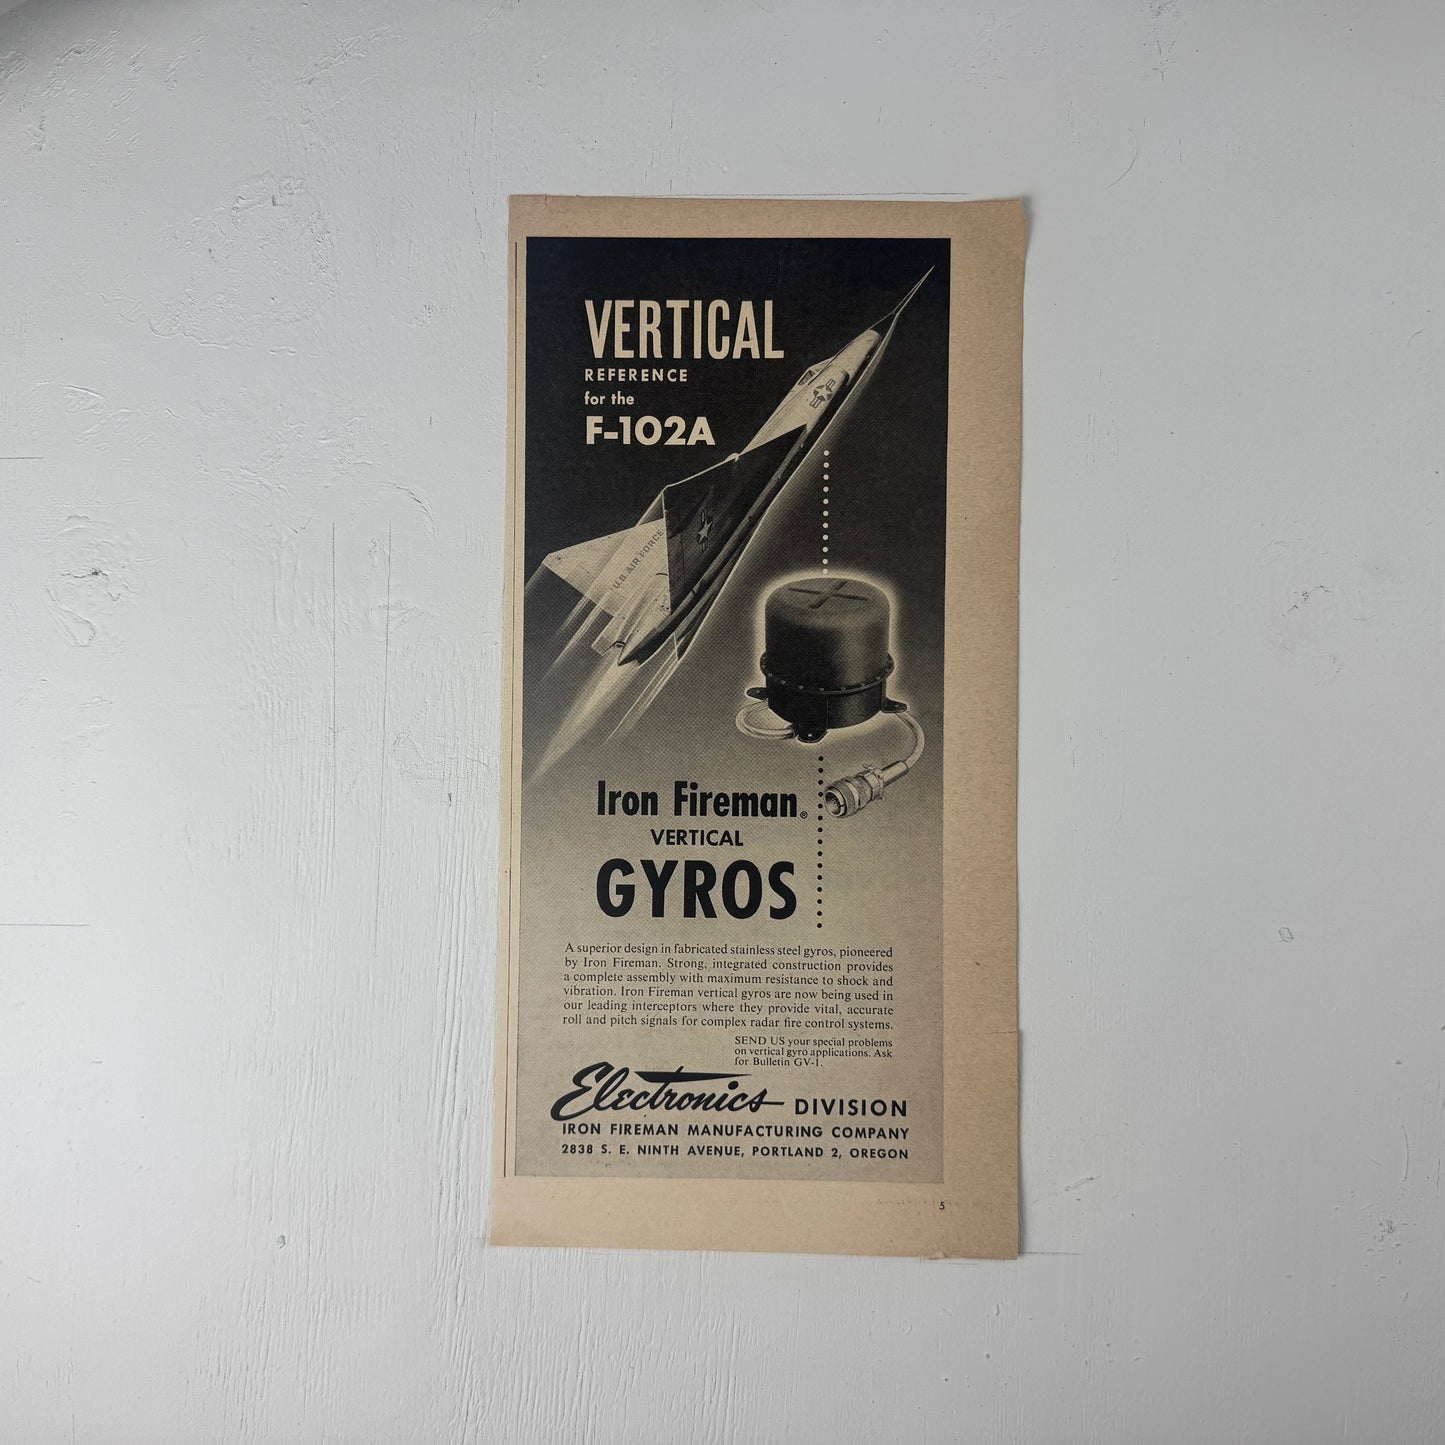 VERTICAL
REFERENCE
for the
F-102A
U.S. AIR FORCE
Iron Fireman®
VERTICAL
GYROS
A superior design in fabricated stainless steel gyros, pioneered
by Iron Fireman. Strong, integrated construction provides
a complete assembly with maximum resistance to shock and
vibration. Iron Fireman vertical gyros are now being used in
our leading interceptors where they provide vital, accurate
roll and pitch signals for complex radar fire control systems.
SEND US your special problems
on vertical gyro applications. Ask
for Bulletin GV-1.
Electronics DIVISION
IRON FIREMAN MANUFACTURING COMPANY
2838 S. E. NINTH AVENUE, PORTLAND 2, OREGON
5